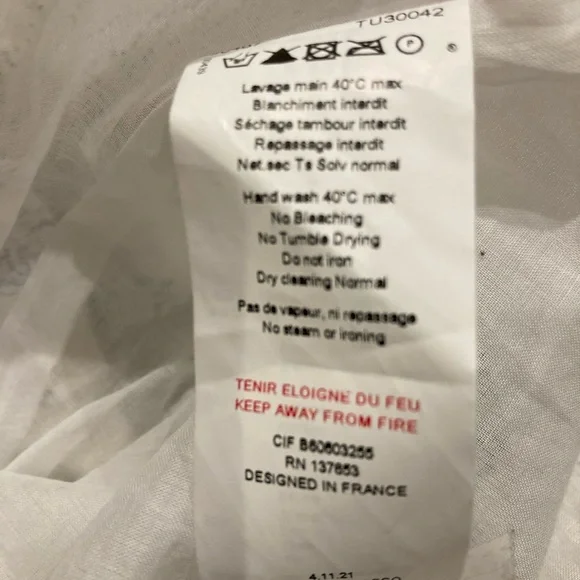 TU30042
P
®
Lavage main 40°C max
Blanchiment interdit
Séchage tambour interdit
Repassage interdit
Net.sec Ts Solv normal
Hand wash 40°C max
No Bleaching
No Tumble Drying
Do not iron
Dry cleaning Normal
Pas de vapeur, ni repassage
No steam or ironing
TENIR ELOIGNE DU FEU
KEEP AWAY FROM FIRE
CIF B60603255
RN 137653
DESIGNED IN FRANCE
4.11.21